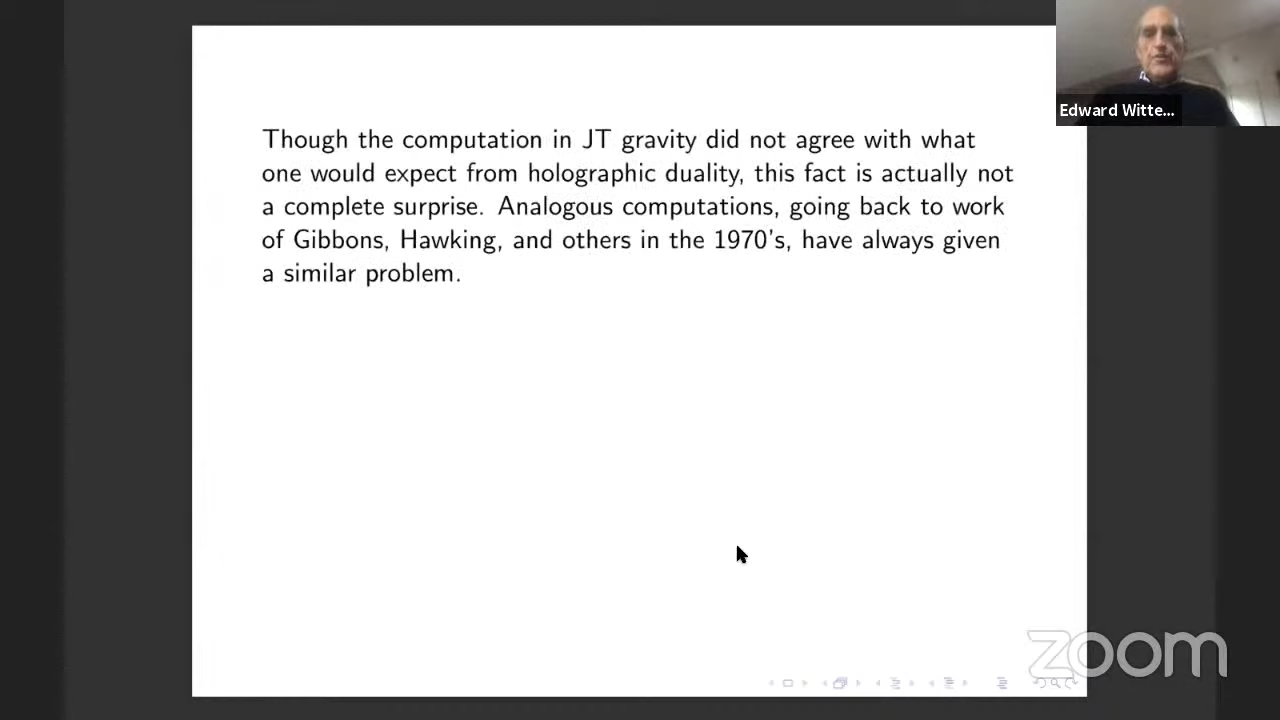 Though the computation in JT gravity did not agree with what
one would expect from holographic duality, this fact is actually not
a complete surprise. Analogous computations, going back to work
of Gibbons, Hawking, and others in the 1970's, have always given
a similar problem.
Edward Witte...
zoom